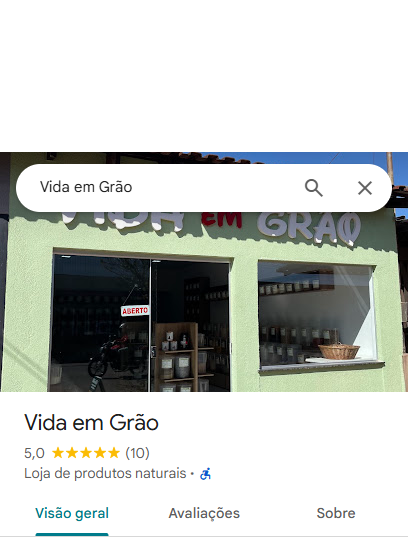 Vida em Grão
VIDA EM GRÃO
ABERTO
Vida em Grão
5,0 (10)
Loja de produtos naturais •
Visão geral Avaliações Sobre